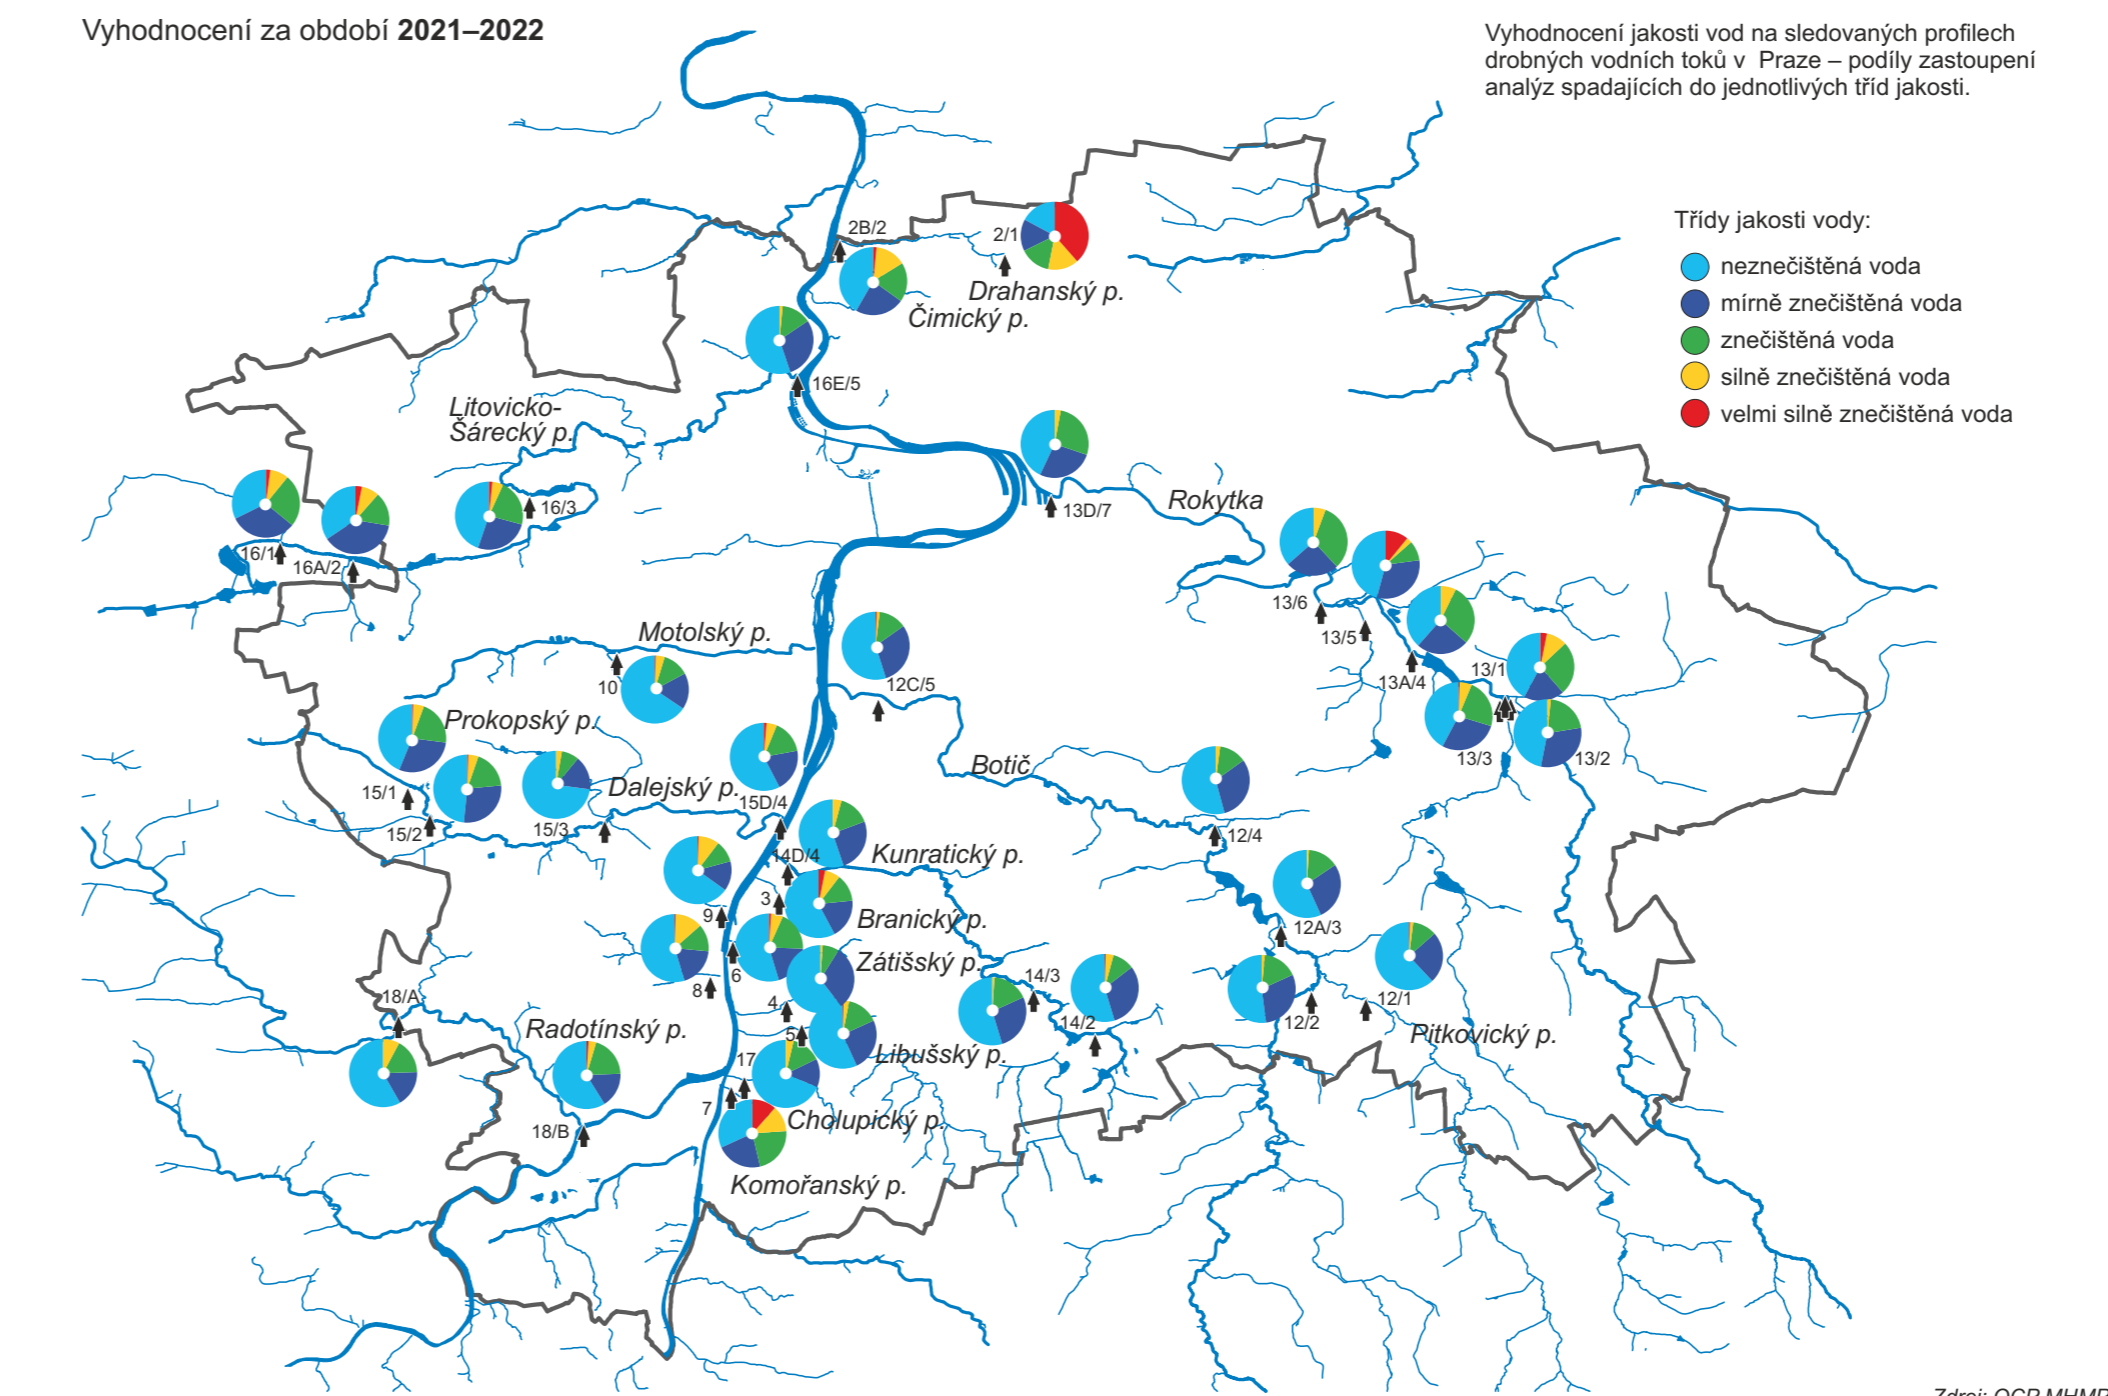 Vyhodnocení za období 2021–2022
Vyhodnocení jakosti vod na sledovaných profilech
drobných vodních toků v Praze – podíly zastoupení
analýz spadajících do jednotlivých tříd jakosti.
Třídy jakosti vody:
neznečištěná voda
mírně znečištěná voda
znečištěná voda
silně znečištěná voda
velmi silně znečištěná voda
2B/2
2/1
Drahanský p.
Čimický p.
16E/5
Litovicko-
Šárecký p.
16/3
13D/7
Rokytka
16/1
16A/2
13/6
13/5
Motolský p.
10
12C/5
13A/4
13/1
Prokopský p.
13/3
13/2
Botič
Dalejský p.
15/1
15D/4
15/2
15/3
12/4
14D/4
Kunratický p.
3
9
Branický p.
12A/3
Zátišský p.
6
8
14/3
18/A
4
12/1
14/2
12/2
Radotínský p.
5
Pitkovický p.
Libušský p.
17
7
Cholupický p.
18/B
Komořanský p.
Zdroj: OCP MHMP